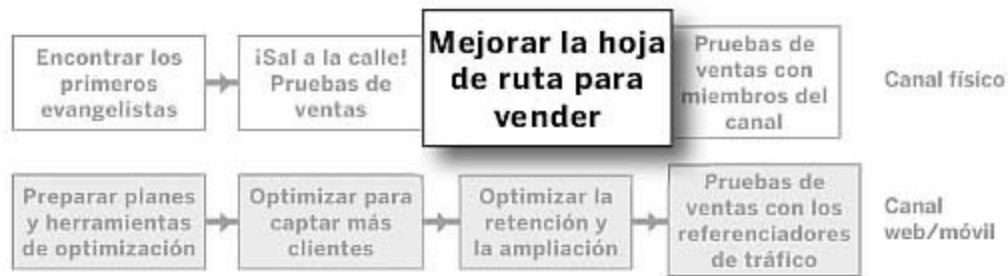 Encontrar los
primeros
evangelistas
¡Sal a la calle!
Pruebas de
ventas
Mejorar la hoja
de ruta para
vender
Pruebas de
ventas con
miembros del
canal
Canal físico
Preparar planes
y herramientas
de optimización
Optimizar para
captar más
clientes
Optimizar la
retención y
la ampliación
Pruebas de
ventas con los
referenciadores
de tráfico
Canal
web/móvil